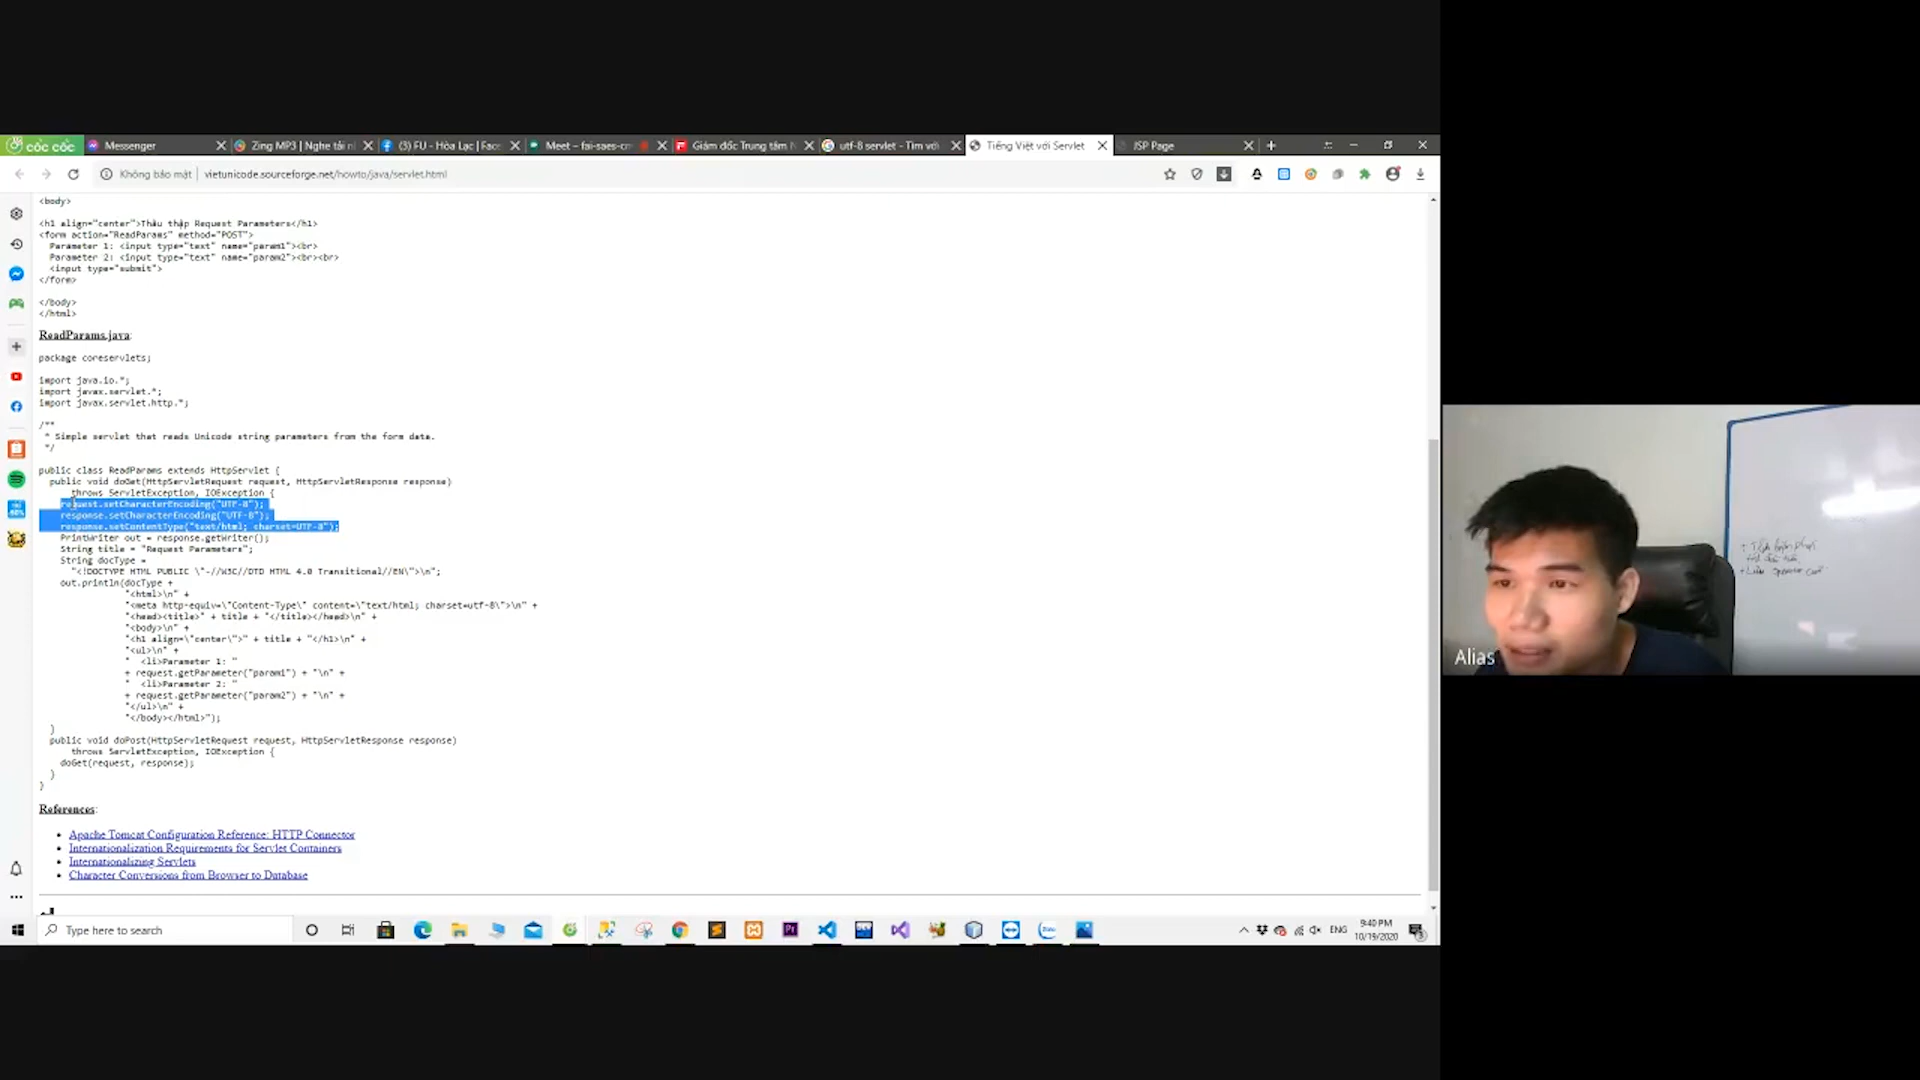 cốc cốc
Messenger
Zing MP3 | Nghe tải n
(3) FU - Hòa Lạc | Face
Meet – fai-saes-cm
Giám đốc Trung tâm N
utf-8 servlet - Tìm với
Tiếng Việt với Servlet
JSP Page
Không bảo mật
vietunicode.sourceforge.net/howto/java/servlet.html
<body>
<h1 align="center">Thâu thập Request Parameters</h1>
<form action="ReadParams" method="POST">
Parameter 1: <input type="text" name="param1"><br>
Parameter 2: <input type="text" name="param2"><br><br>
<input type="submit">
</form>
</body>
</html>
ReadParams.java:
package coreservlets;
import java.io.*;
import javax.servlet.*;
import javax.servlet.http.*;
/**
* Simple servlet that reads Unicode string parameters from the form data.
*/
public class ReadParams extends HttpServlet {
public void doGet(HttpServletRequest request, HttpServletResponse response)
throws ServletException, IOException {
request.setCharacterEncoding("UTF-8");
response.setCharacterEncoding("UTF-8");
response.setContentType("text/html; charset=UTF-8");
PrintWriter out = response.getWriter();
String title = "Request Parameters";
String docType =
"<!DOCTYPE HTML PUBLIC \"-//W3C//DTD HTML 4.0 Transitional//EN\">\n";
out.println(docType +
"<html>\n" +
"<meta http-equiv=\"Content-Type\" content=\"text/html; charset=utf-8\">\n" +
"<head><title>" + title + "</title></head>\n" +
"<body>\n" +
"<h1 align=\"center\">" + title + "</h1>\n" +
"<ul>\n" +
"  <li>Parameter 1: "
+ request.getParameter("param1") + "\n" +
"  <li>Parameter 2: "
+ request.getParameter("param2") + "\n" +
"</ul>\n" +
"</body></html>");
}
public void doPost(HttpServletRequest request, HttpServletResponse response)
throws ServletException, IOException {
doGet(request, response);
}
}
References:
• Apache Tomcat Configuration Reference: HTTP Connector
• Internationalization Requirements for Servlet Containers
• Internationalizing Servlets
• Character Conversions from Browser to Database
Type here to search
Pr
ENG
9:40 PM
10/19/2020
Alias